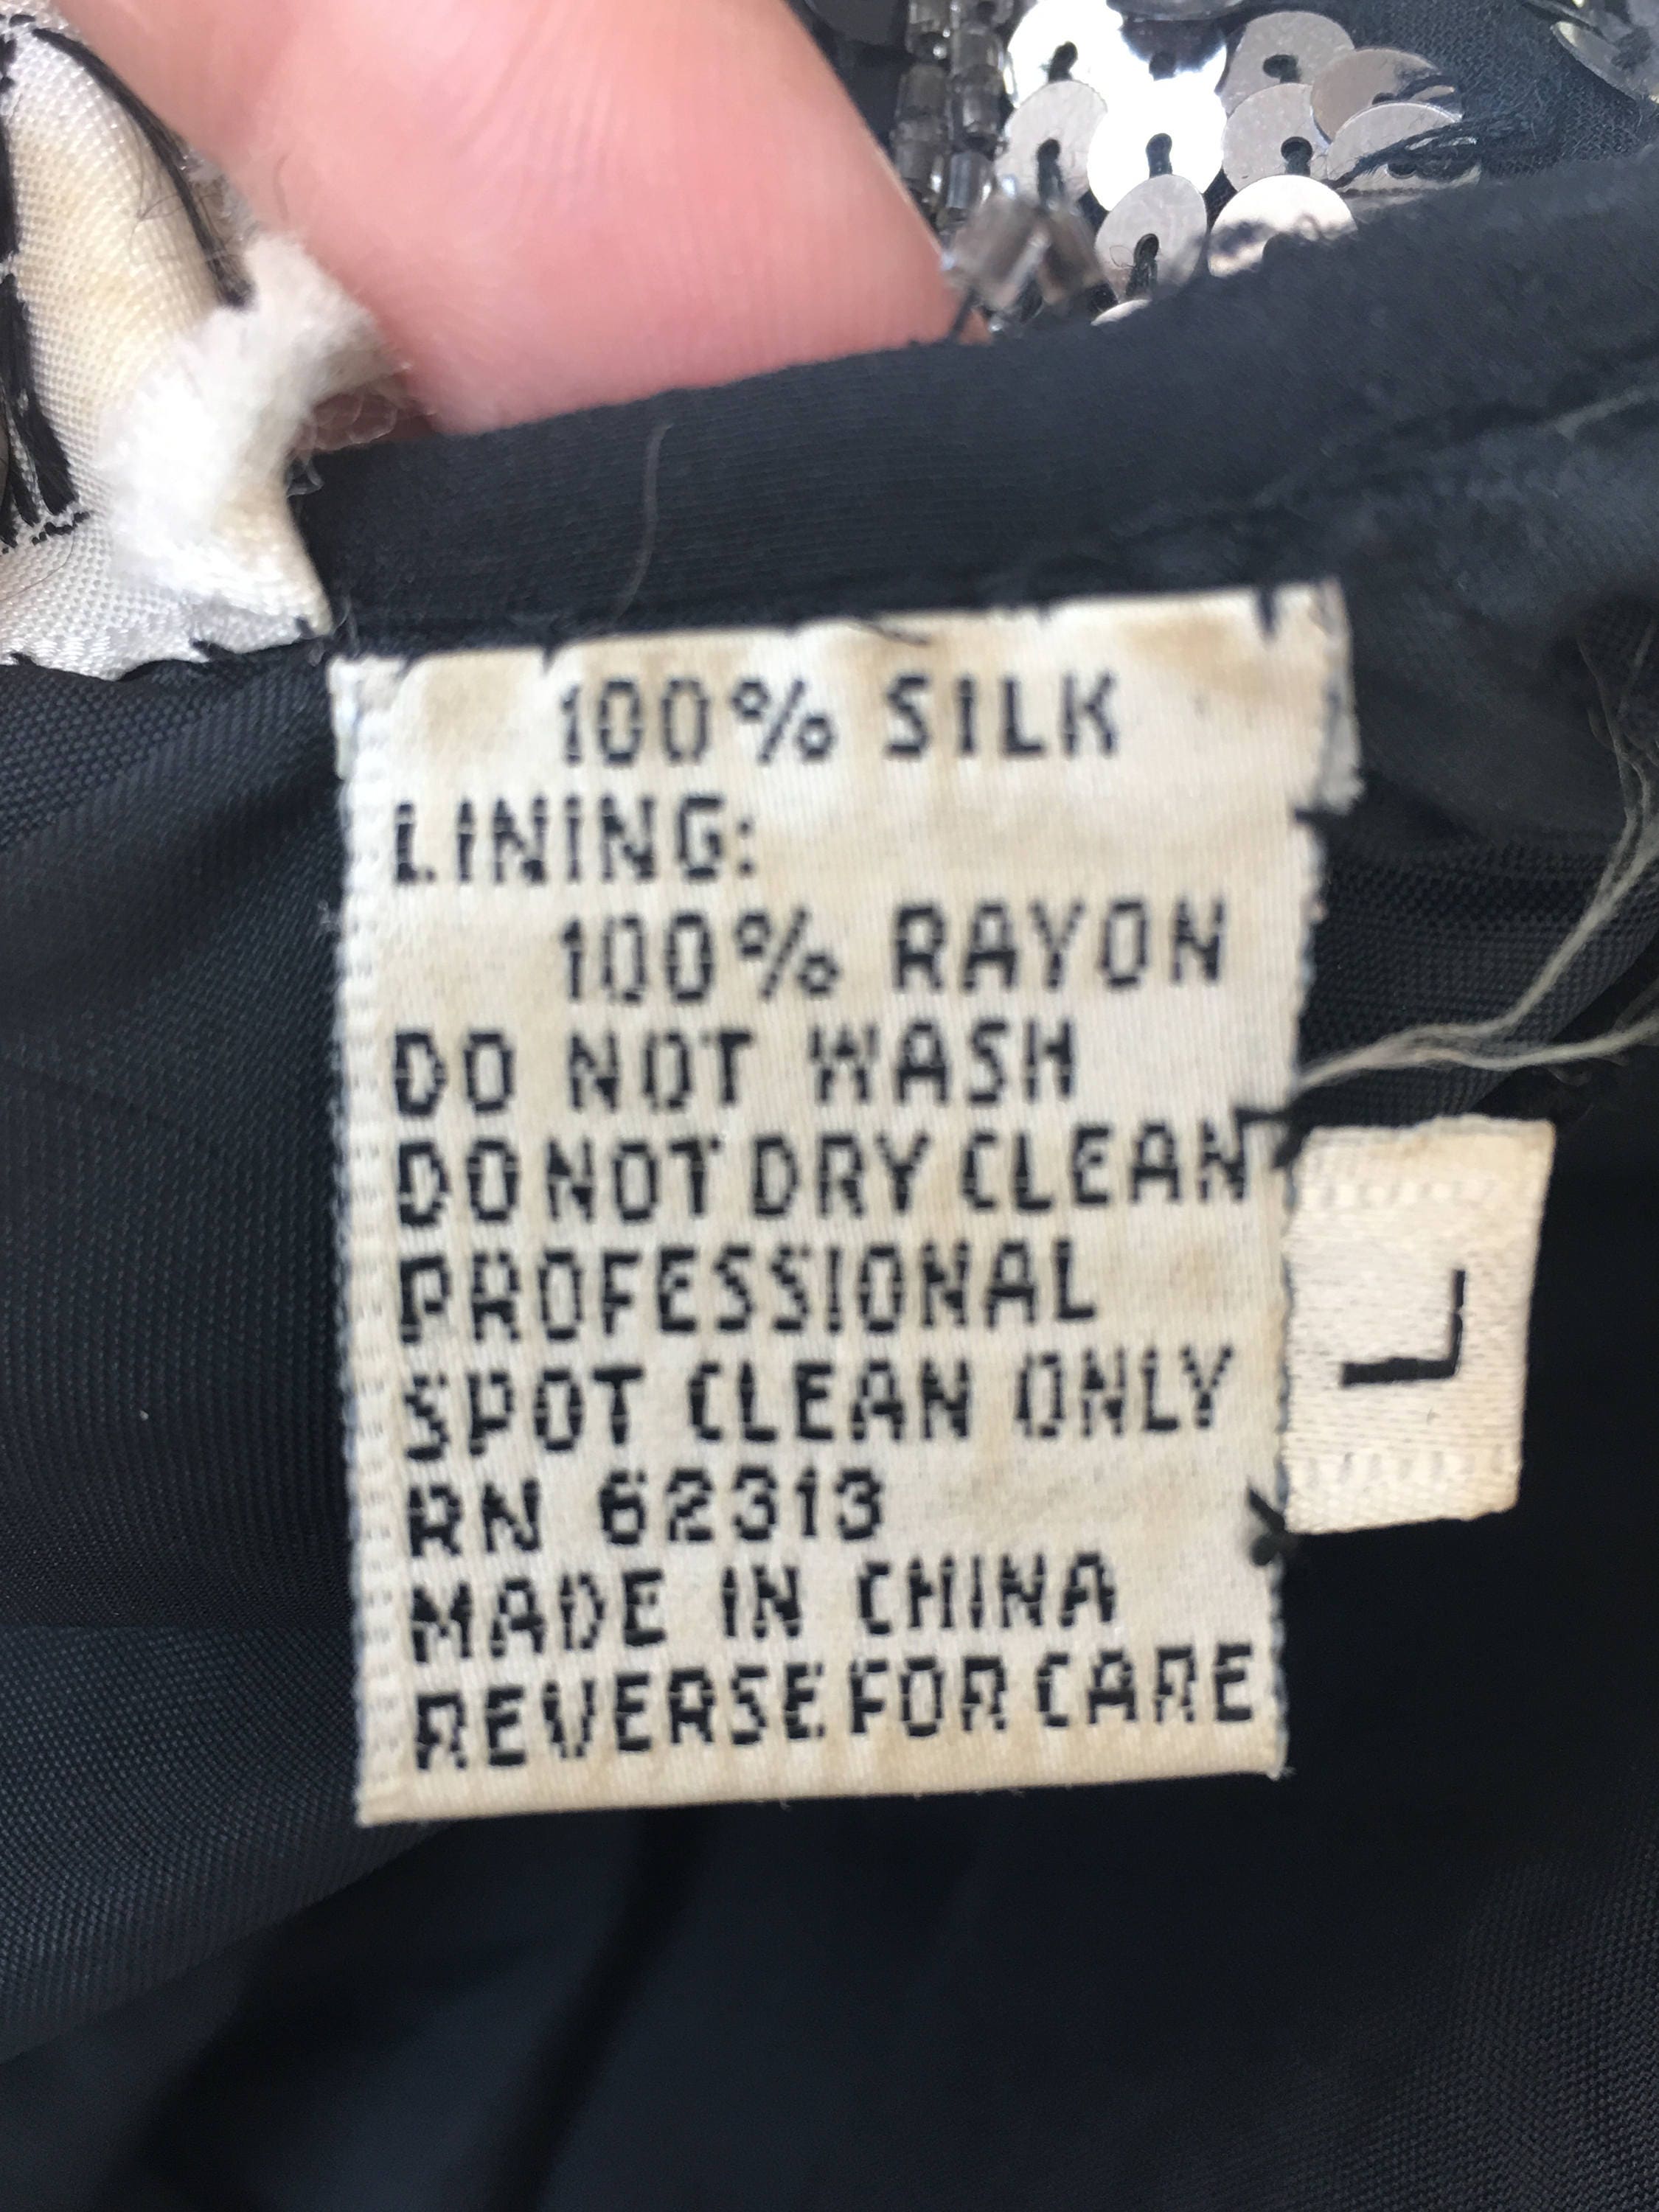 100% SILK
LINING:
100% RAYON
DO NOT WASH
DO NOT DRY CLEAN
PROFESSIONAL
SPOT CLEAN ONLY
RN 62313
MADE IN CHINA
REVERSE FOR CARE
L